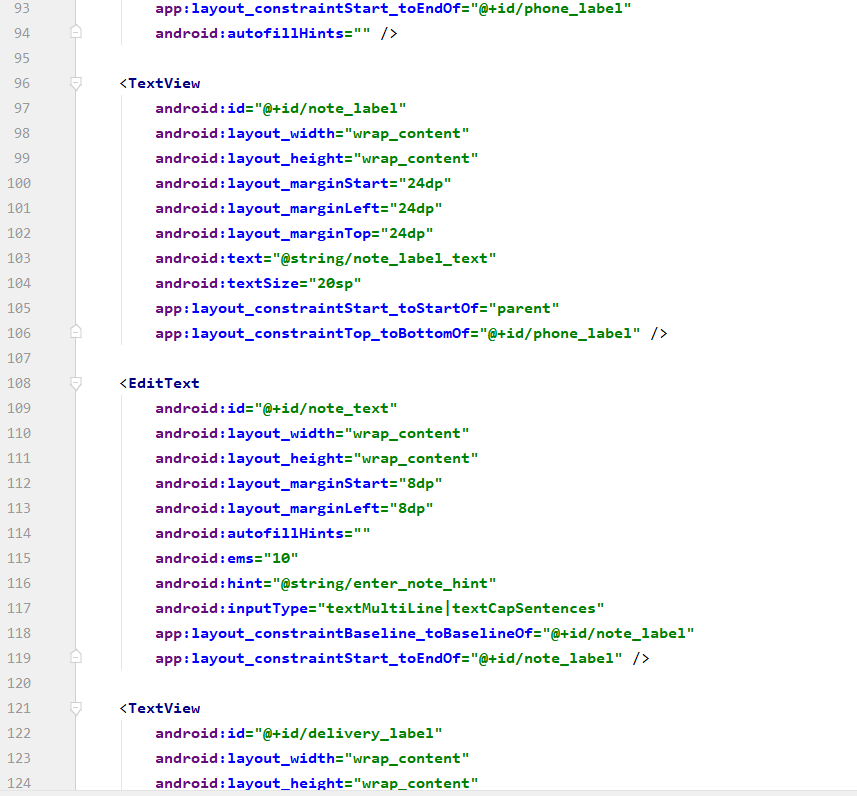 93 app:layout_constraintStart_toEndOf="@+id/phone_label"
94 android:autofillHints="" />
95
96 <TextView
97 android:id="@+id/note_label"
98 android:layout_width="wrap_content"
99 android:layout_height="wrap_content"
100 android:layout_marginStart="24dp"
101 android:layout_marginLeft="24dp"
102 android:layout_marginTop="24dp"
103 android:text="@string/note_label_text"
104 android:textSize="20sp"
105 app:layout_constraintStart_toStartOf="parent"
106 app:layout_constraintTop_toBottomOf="@+id/phone_label" />
107
108 <EditText
109 android:id="@+id/note_text"
110 android:layout_width="wrap_content"
111 android:layout_height="wrap_content"
112 android:layout_marginStart="8dp"
113 android:layout_marginLeft="8dp"
114 android:autofillHints=""
115 android:ems="10"
116 android:hint="@string/enter_note_hint"
117 android:inputType="textMultiLine|textCapSentences"
118 app:layout_constraintBaseline_toBaselineOf="@+id/note_label"
119 app:layout_constraintStart_toEndOf="@+id/note_label" />
120
121 <TextView
122 android:id="@+id/delivery_label"
123 android:layout_width="wrap_content"
124 android:layout_height="wrap_content"